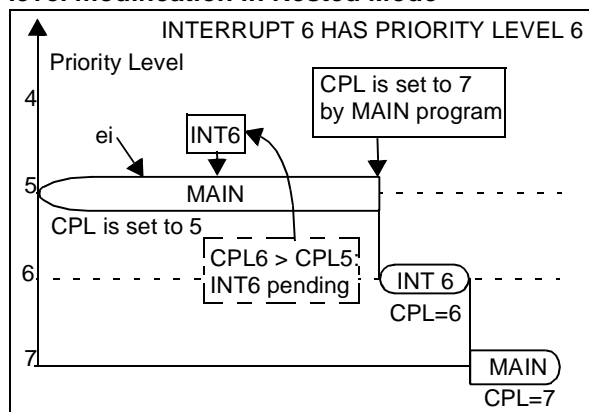 level modification in Nested Mode
INTERRUPT 6 HAS PRIORITY LEVEL 6
Priority Level
4
CPL is set to 7
by MAIN program
ei
INT6
5
MAIN
CPL is set to 5
CPL6 > CPL5:
INT6 pending
6
INT 6
CPL=6
7
MAIN
CPL=7